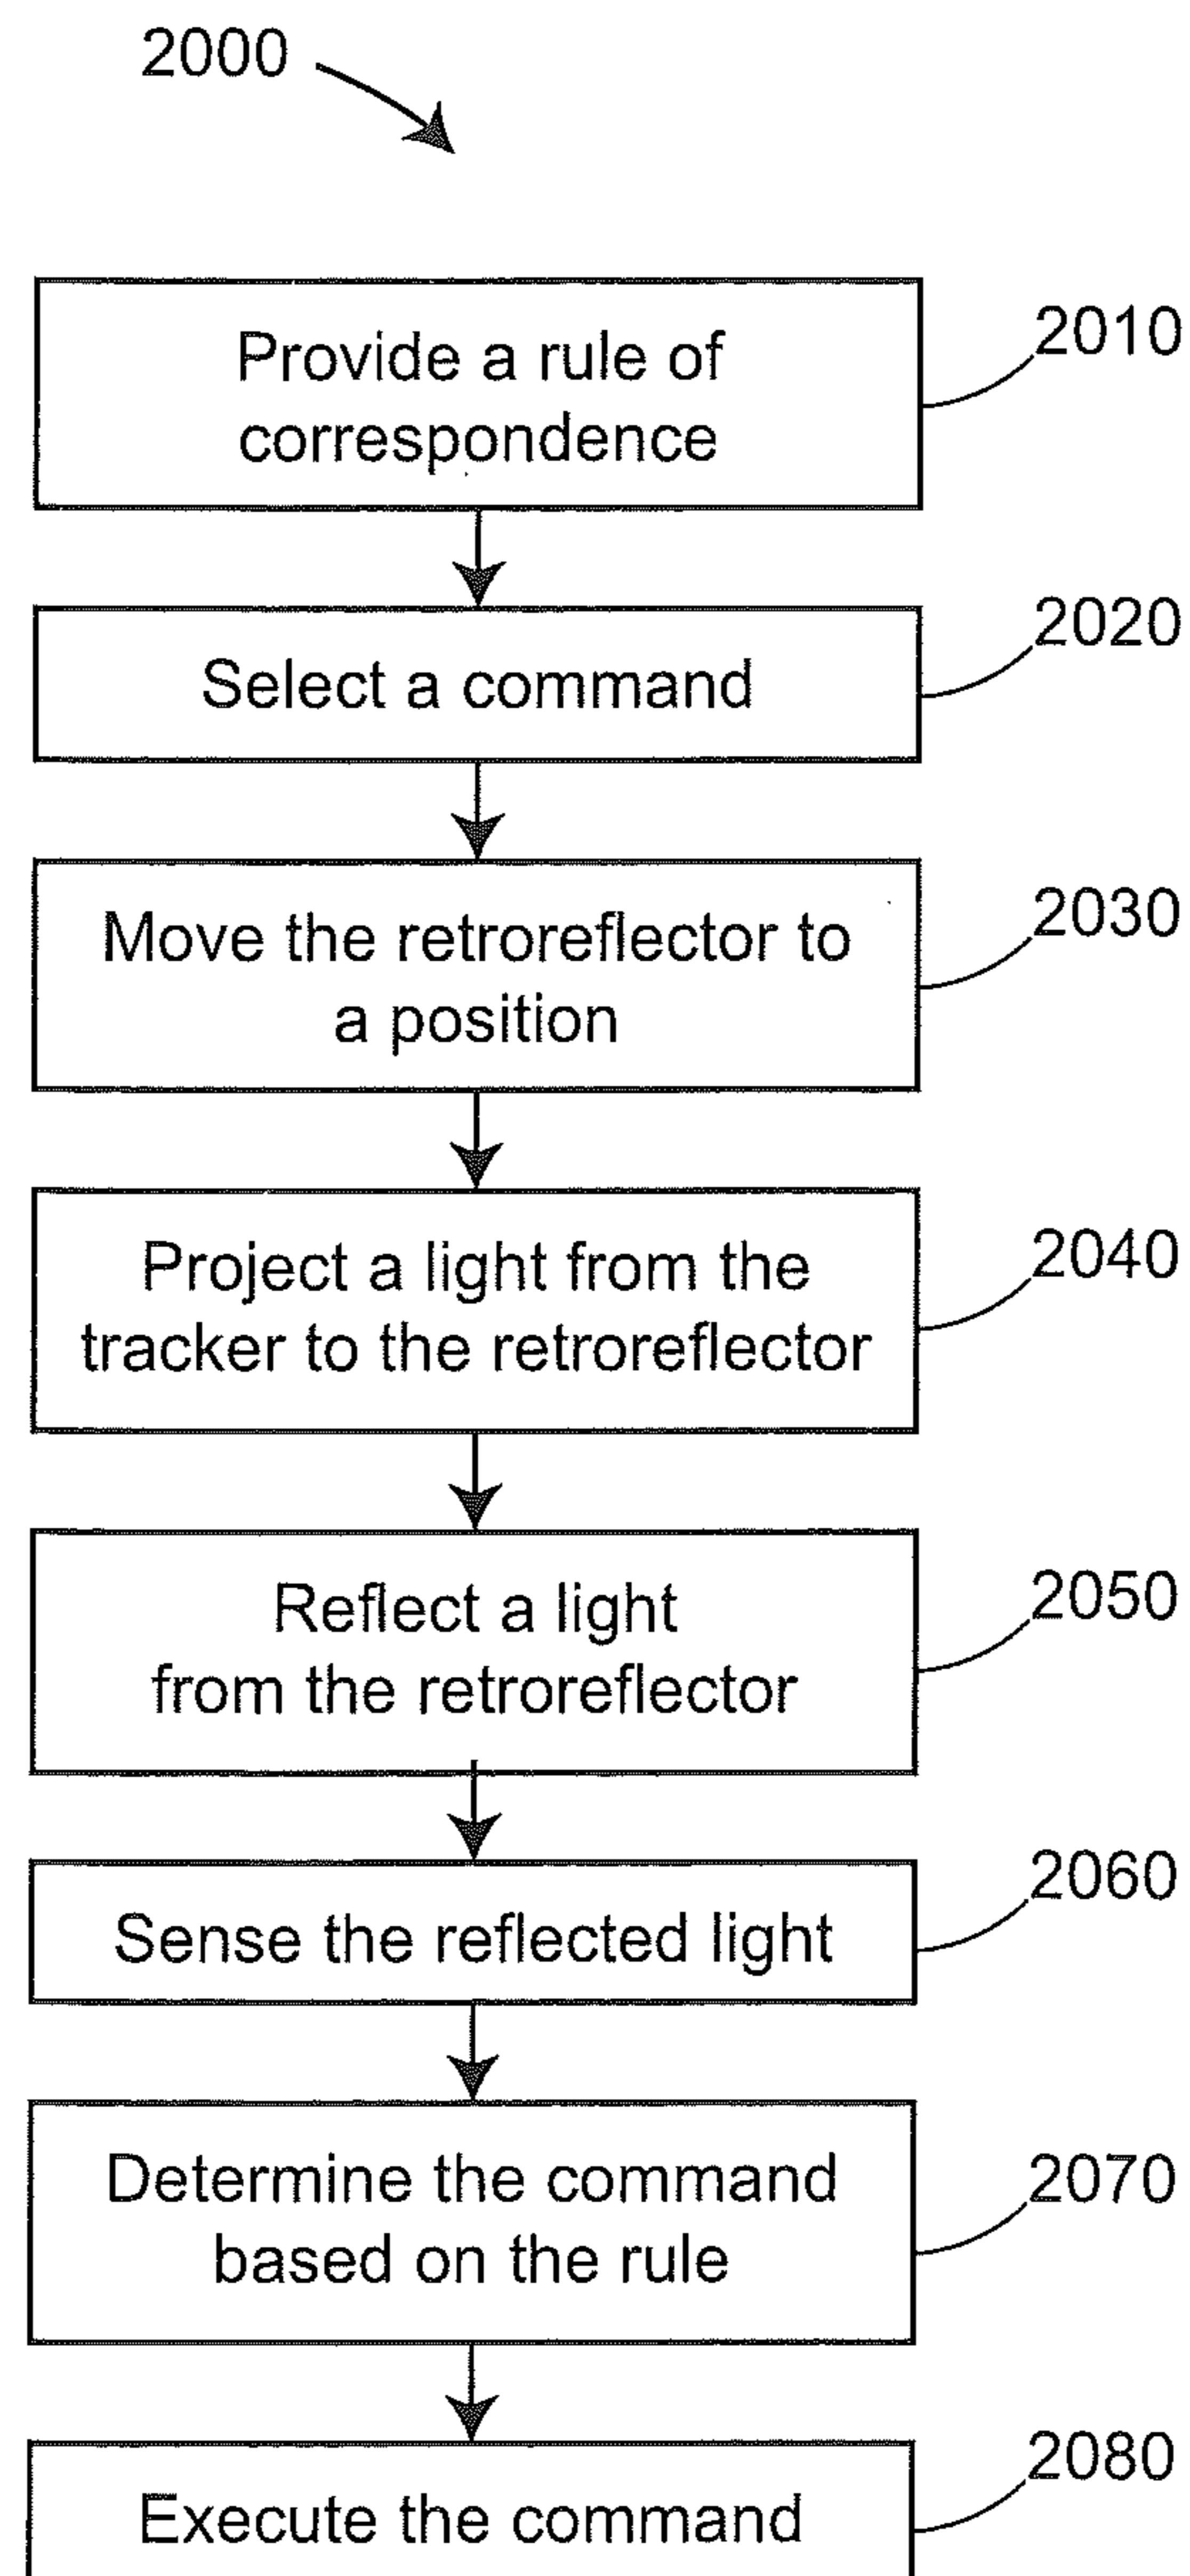 2000
Provide a rule of
correspondence
2010
Select a command
2020
Move the retroreflector to
a position
2030
Project a light from the
tracker to the retroreflector
2040
Reflect a light
from the retroreflector
2050
Sense the reflected light
2060
Determine the command
based on the rule
2070
Execute the command
2080